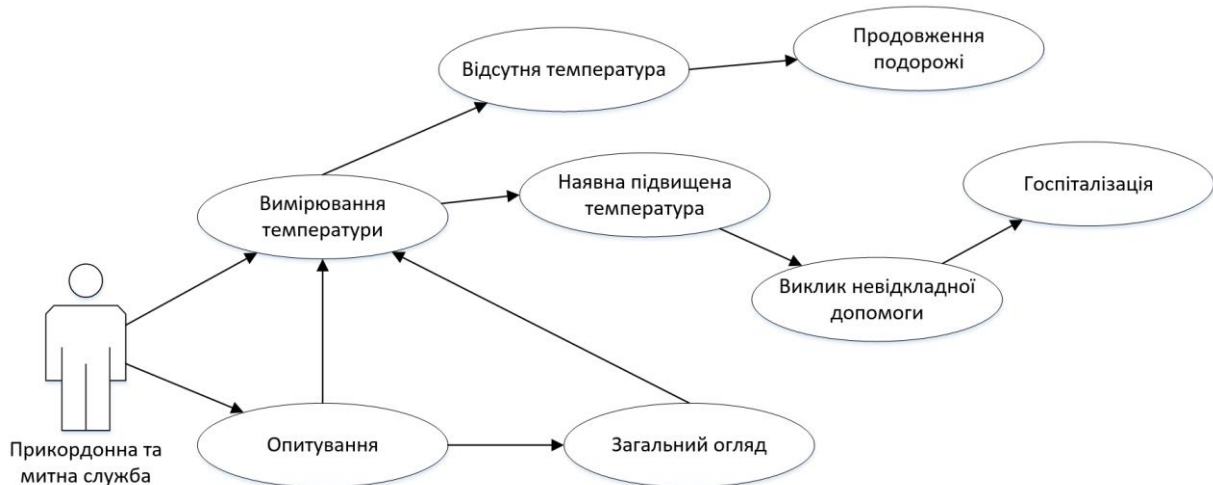 Продовження
подорожі
Відсутня температура
Наявна підвищена
температура
Госпіталізація
Вимірювання
температури
Виклик невідкладної
допомоги
Опитування
Загальний огляд
Прикордонна та
митна служба